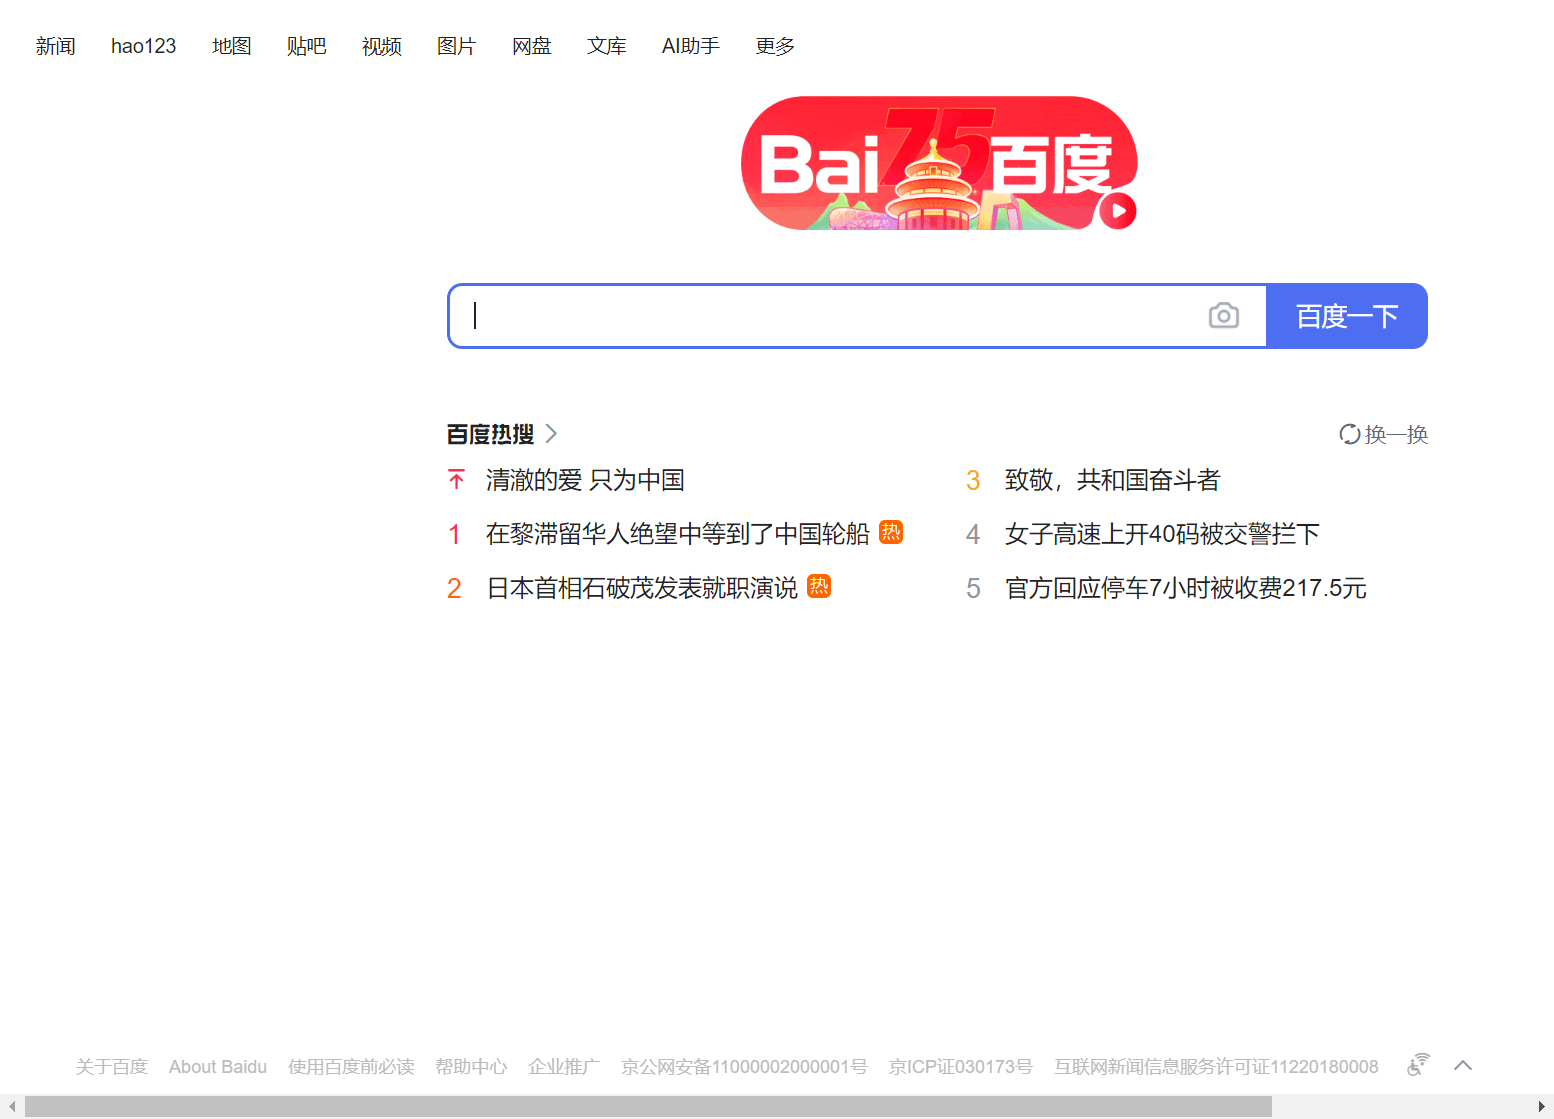 新闻 hao123 地图 贴吧 视频 图片 网盘 文库 AI助手 更多
Bai 75 百度
百度一下
百度热搜 换一换
清澈的爱 只为中国
1 在黎滞留华人绝望中等到了中国轮船 热
2 日本首相石破茂发表就职演说 热
3 致敬，共和国奋斗者
4 女子高速上开40码被交警拦下
5 官方回应停车7小时被收费217.5元
关于百度 About Baidu 使用百度前必读 帮助中心 企业推广 京公网安备11000002000001号 京ICP证030173号 互联网新闻信息服务许可证11220180008